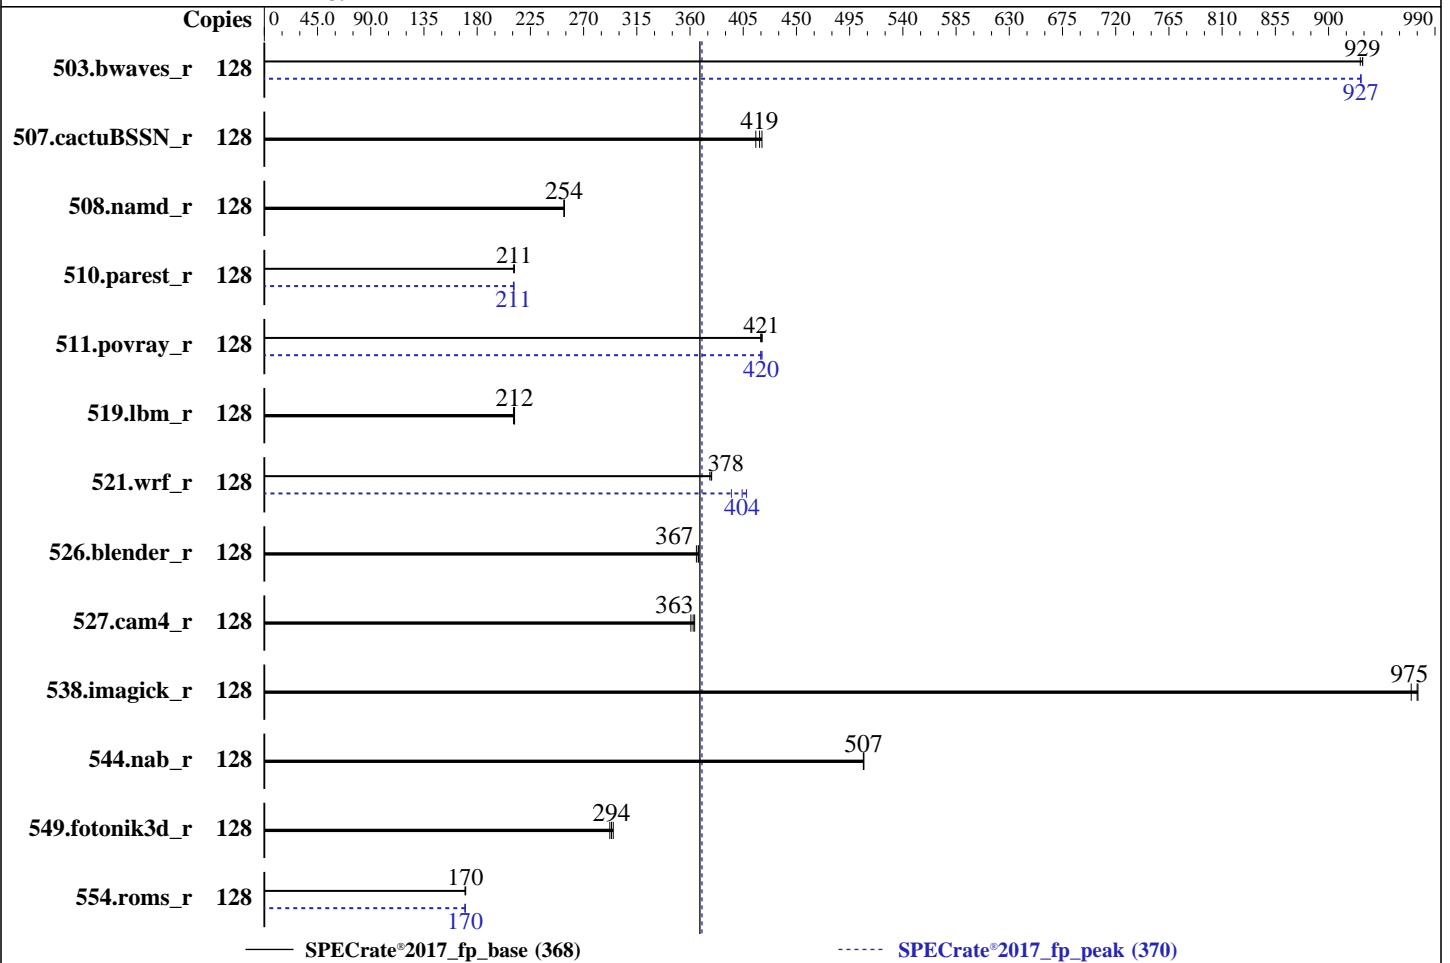 Copies 0 45.0 90.0 135 180 225 270 315 360 405 450 495 540 585 630 675 720 765 810 855 900 990
503.bwaves_r 128 929
927
507.cactuBSSN_r 128 419
508.namd_r 128 254
510.parest_r 128 211
211
511.povray_r 128 421
420
519.lbm_r 128 212
521.wrf_r 128 378
404
526.blender_r 128 367
527.cam4_r 128 363
538.imagick_r 128 975
544.nab_r 128 507
549.fotonik3d_r 128 294
554.roms_r 128 170
170
SPECrate®2017_fp_base (368) SPECrate®2017_fp_peak (370)